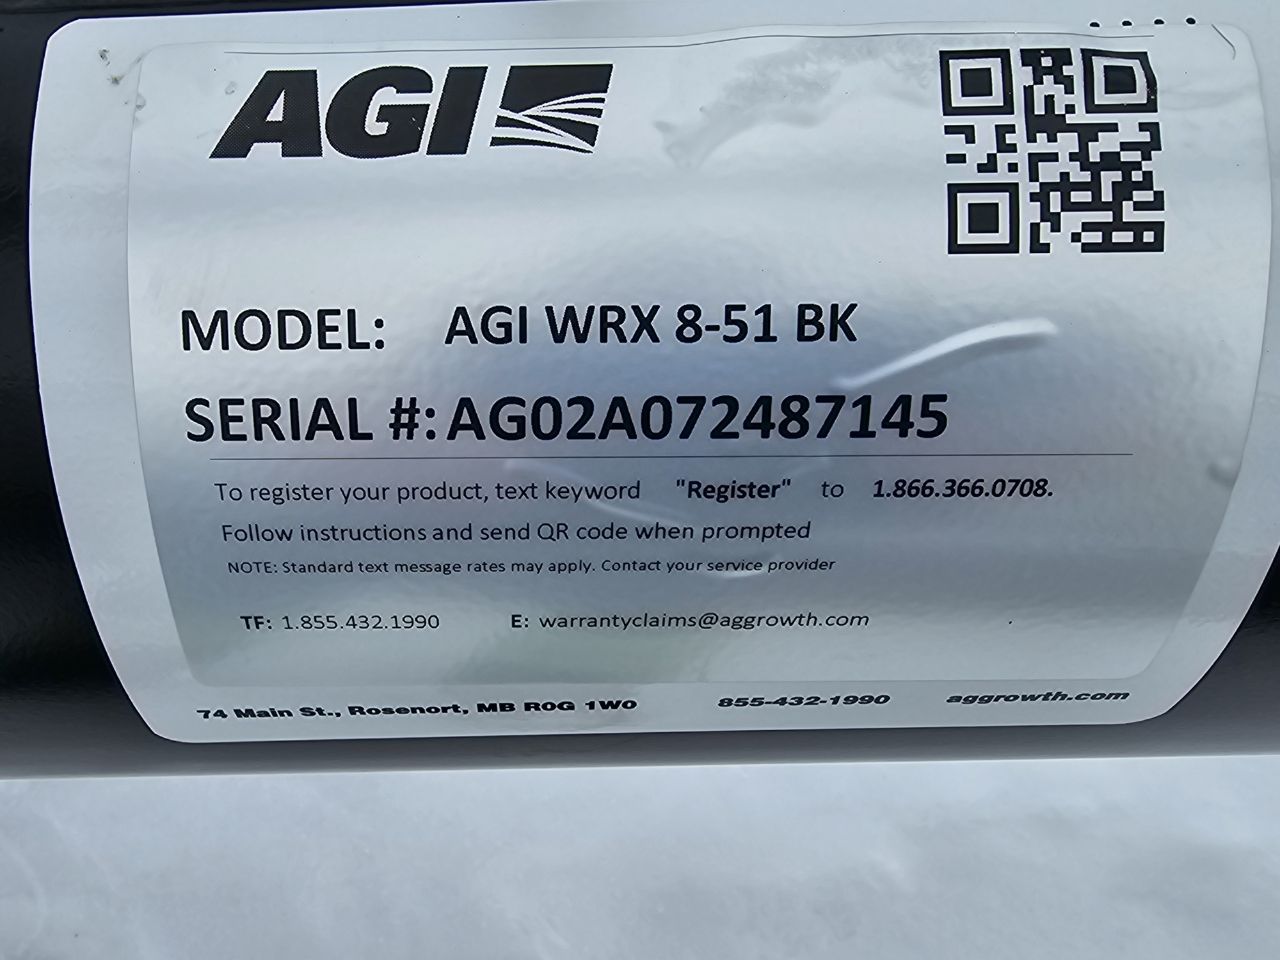 AGI
MODEL: AGI WRX 8-51 BK
SERIAL #: AG02A072487145
To register your product, text keyword "Register" to 1.866.366.0708.
Follow instructions and send QR code when prompted
NOTE: Standard text message rates may apply. Contact your service provider
TF: 1.855.432.1990 E: warrantyclaims@aggrowth.com
74 Main St., Rosenort, MB R0G 1W0 855-432-1990 aggrowth.com